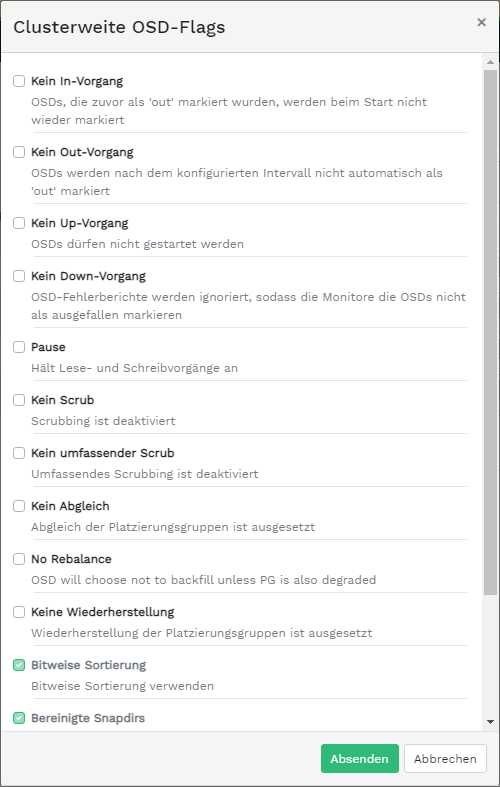 Clusterweite OSD-Flags
×
Kein In-Vorgang
OSDs, die zuvor als 'out' markiert wurden, werden beim Start nicht
wieder markiert
Kein Out-Vorgang
OSDs werden nach dem konfigurierten Intervall nicht automatisch als
'out' markiert
Kein Up-Vorgang
OSDs dürfen nicht gestartet werden
Kein Down-Vorgang
OSD-Fehlerberichte werden ignoriert, sodass die Monitore die OSDs nicht
als ausgefallen markieren
Pause
Hält Lese- und Schreibvorgänge an
Kein Scrub
Scrubbing ist deaktiviert
Kein umfassender Scrub
Umfassendes Scrubbing ist deaktiviert
Kein Abgleich
Abgleich der Platzierungsgruppen ist ausgesetzt
No Rebalance
OSD will choose not to backfill unless PG is also degraded
Keine Wiederherstellung
Wiederherstellung der Platzierungsgruppen ist ausgesetzt
Bitweise Sortierung
Bitweise Sortierung verwenden
Bereinigte Snapdirs
Absenden
Abbrechen